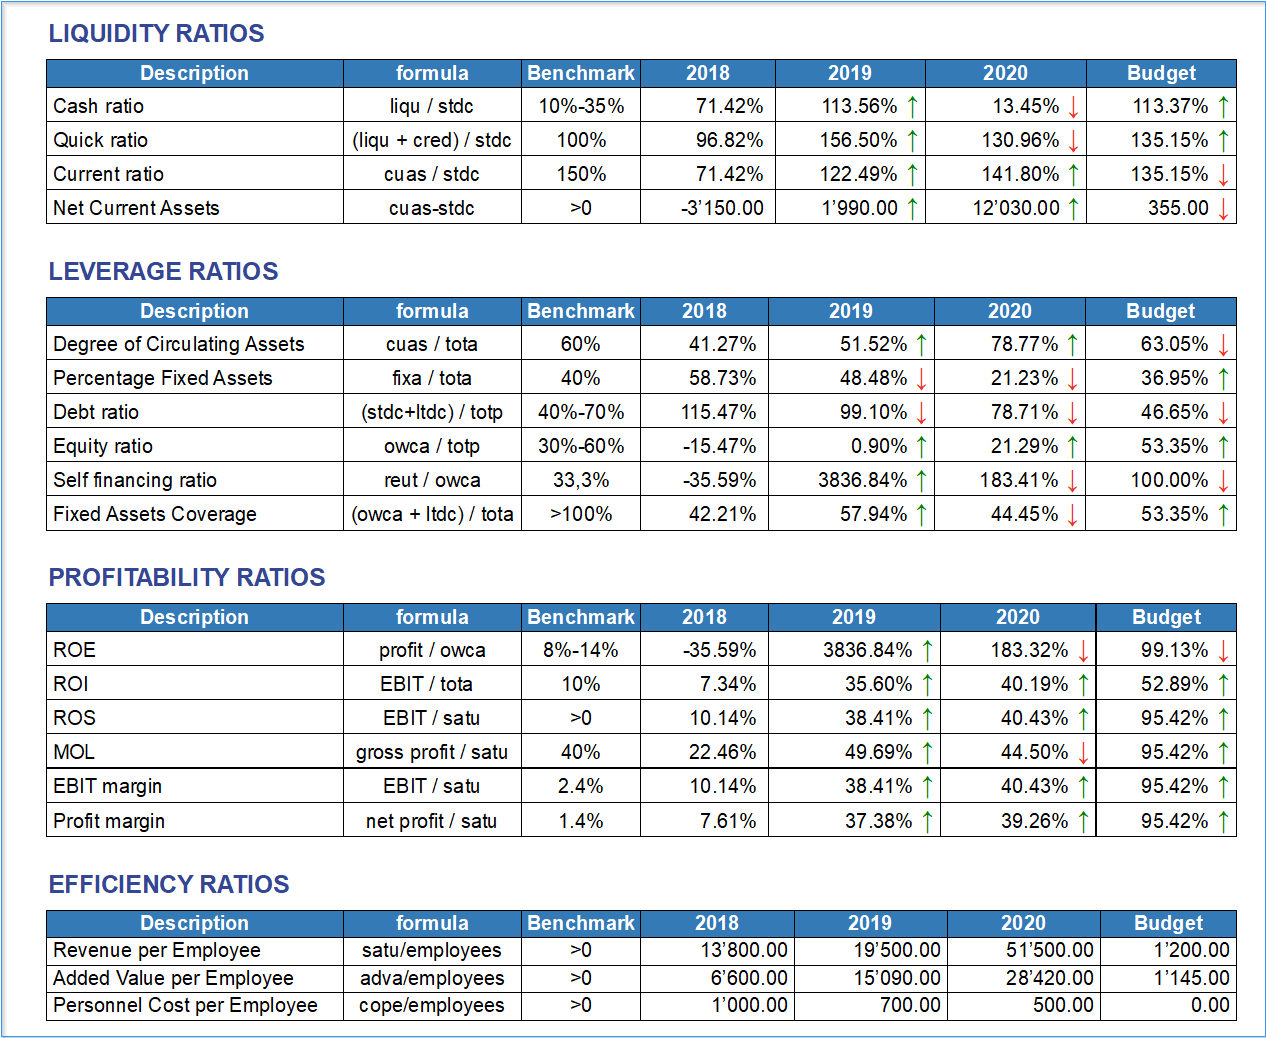 LIQUIDITY RATIOS
Description formula Benchmark 2018 2019 2020 Budget
Cash ratio liqu / stdc 10%-35% 71.42% 113.56% ↑ 13.45% ↓ 113.37% ↑
Quick ratio (liqu + cred) / stdc 100% 96.82% 156.50% ↑ 130.96% ↓ 135.15% ↑
Current ratio cuas / stdc 150% 71.42% 122.49% ↑ 141.80% ↑ 135.15% ↓
Net Current Assets cuas-stdc >0 -3’150.00 1’990.00 ↑ 12’030.00 ↑ 355.00 ↓
LEVERAGE RATIOS
Description formula Benchmark 2018 2019 2020 Budget
Degree of Circulating Assets cuas / tota 60% 41.27% 51.52% ↑ 78.77% ↑ 63.05% ↓
Percentage Fixed Assets fixa / tota 40% 58.73% 48.48% ↓ 21.23% ↓ 36.95% ↑
Debt ratio (stdc+ltdc) / totp 40%-70% 115.47% 99.10% ↓ 78.71% ↓ 46.65% ↓
Equity ratio owca / totp 30%-60% -15.47% 0.90% ↑ 21.29% ↑ 53.35% ↑
Self financing ratio reut / owca 33,3% -35.59% 3836.84% ↑ 183.41% ↓ 100.00% ↓
Fixed Assets Coverage (owca + ltdc) / tota >100% 42.21% 57.94% ↑ 44.45% ↓ 53.35% ↑
PROFITABILITY RATIOS
Description formula Benchmark 2018 2019 2020 Budget
ROE profit / owca 8%-14% -35.59% 3836.84% ↑ 183.32% ↓ 99.13% ↓
ROI EBIT / tota 10% 7.34% 35.60% ↑ 40.19% ↑ 52.89% ↑
ROS EBIT / satu >0 10.14% 38.41% ↑ 40.43% ↑ 95.42% ↑
MOL gross profit / satu 40% 22.46% 49.69% ↑ 44.50% ↓ 95.42% ↑
EBIT margin EBIT / satu 2.4% 10.14% 38.41% ↑ 40.43% ↑ 95.42% ↑
Profit margin net profit / satu 1.4% 7.61% 37.38% ↑ 39.26% ↑ 95.42% ↑
EFFICIENCY RATIOS
Description formula Benchmark 2018 2019 2020 Budget
Revenue per Employee satu/employees >0 13’800.00 19’500.00 51’500.00 1’200.00
Added Value per Employee adva/employees >0 6’600.00 15’090.00 28’420.00 1’145.00
Personnel Cost per Employee cope/employees >0 1’000.00 700.00 500.00 0.00